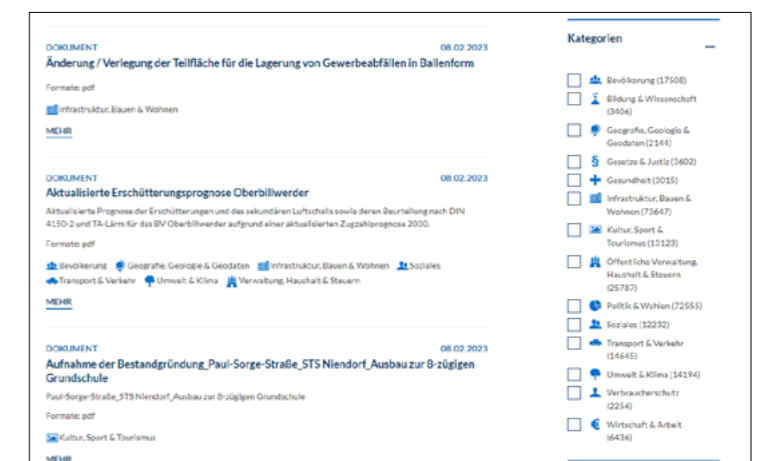 DOKUMENT 08.02.2023
Änderung / Verlegung der Teilfläche für die Lagerung von Gewerbeabfällen in Ballenform
Formate: pdf
Infrastruktur, Bauen & Wohnen
MEHR
DOKUMENT 08.02.2023
Aktualisierte Erschütterungsprognose Oberbillwerder
Aktualisierte Prognose der Erschütterungen und des sekundären Luftschalls sowie deren Beurteilung nach DIN
4150-2 und TA-Lärm für das BV Oberbillwerder aufgrund einer aktualisierten Zugzahlprognose 2030.
Formate: pdf
Bevölkerung Geografie, Geologie & Geodaten Infrastruktur, Bauen & Wohnen Soziales
Transport & Verkehr Umwelt & Klima Verwaltung, Haushalt & Steuern
MEHR
DOKUMENT 08.02.2023
Aufnahme der Bestandgründung_Paul-Sorge-Straße_STS Niendorf_Ausbau zur 8-zügigen
Grundschule
Paul-Sorge-Straße_STS Niendorf_Ausbau zur 8-zügigen Grundschule
Formate: pdf
Kultur, Sport & Tourismus
MEHR
Kategorien
Bevölkerung (17508)
Bildung & Wissenschaft
(3406)
Geografie, Geologie &
Geodaten (2144)
Gesetze & Justiz (3602)
Gesundheit (3015)
Infrastruktur, Bauen &
Wohnen (73647)
Kultur, Sport &
Tourismus (13123)
Öffentliche Verwaltung,
Haushalt & Steuern
(25787)
Politik & Wahlen (72555)
Soziales (12232)
Transport & Verkehr
(14645)
Umwelt & Klima (14194)
Verbraucherschutz
(2254)
Wirtschaft & Arbeit
(6436)